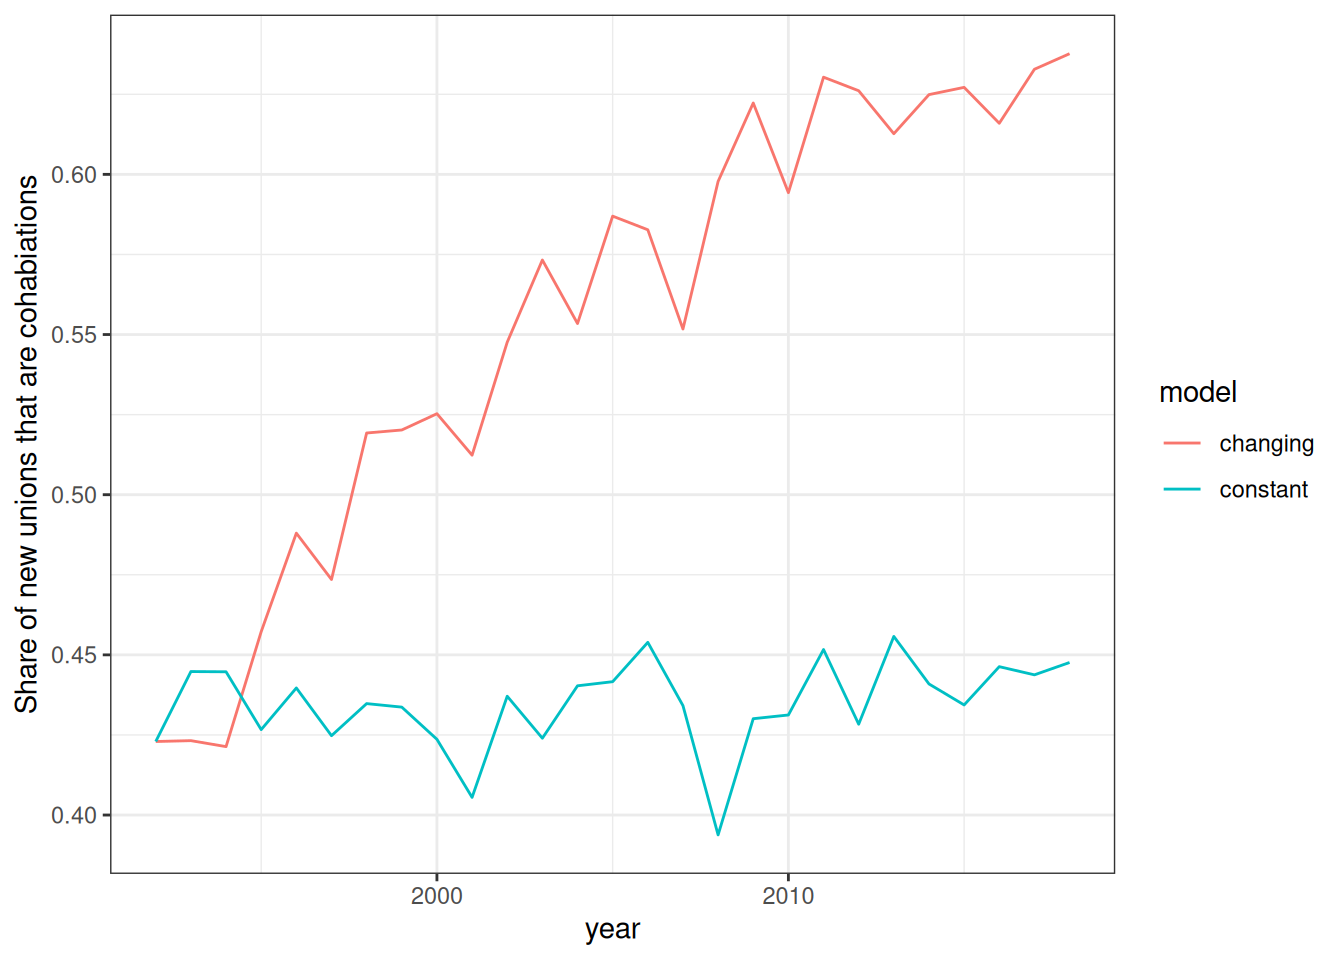 Share of new unions that are cohabiations
0.60
0.55
0.50
0.45
0.40
2000
2010
year
model
changing
constant